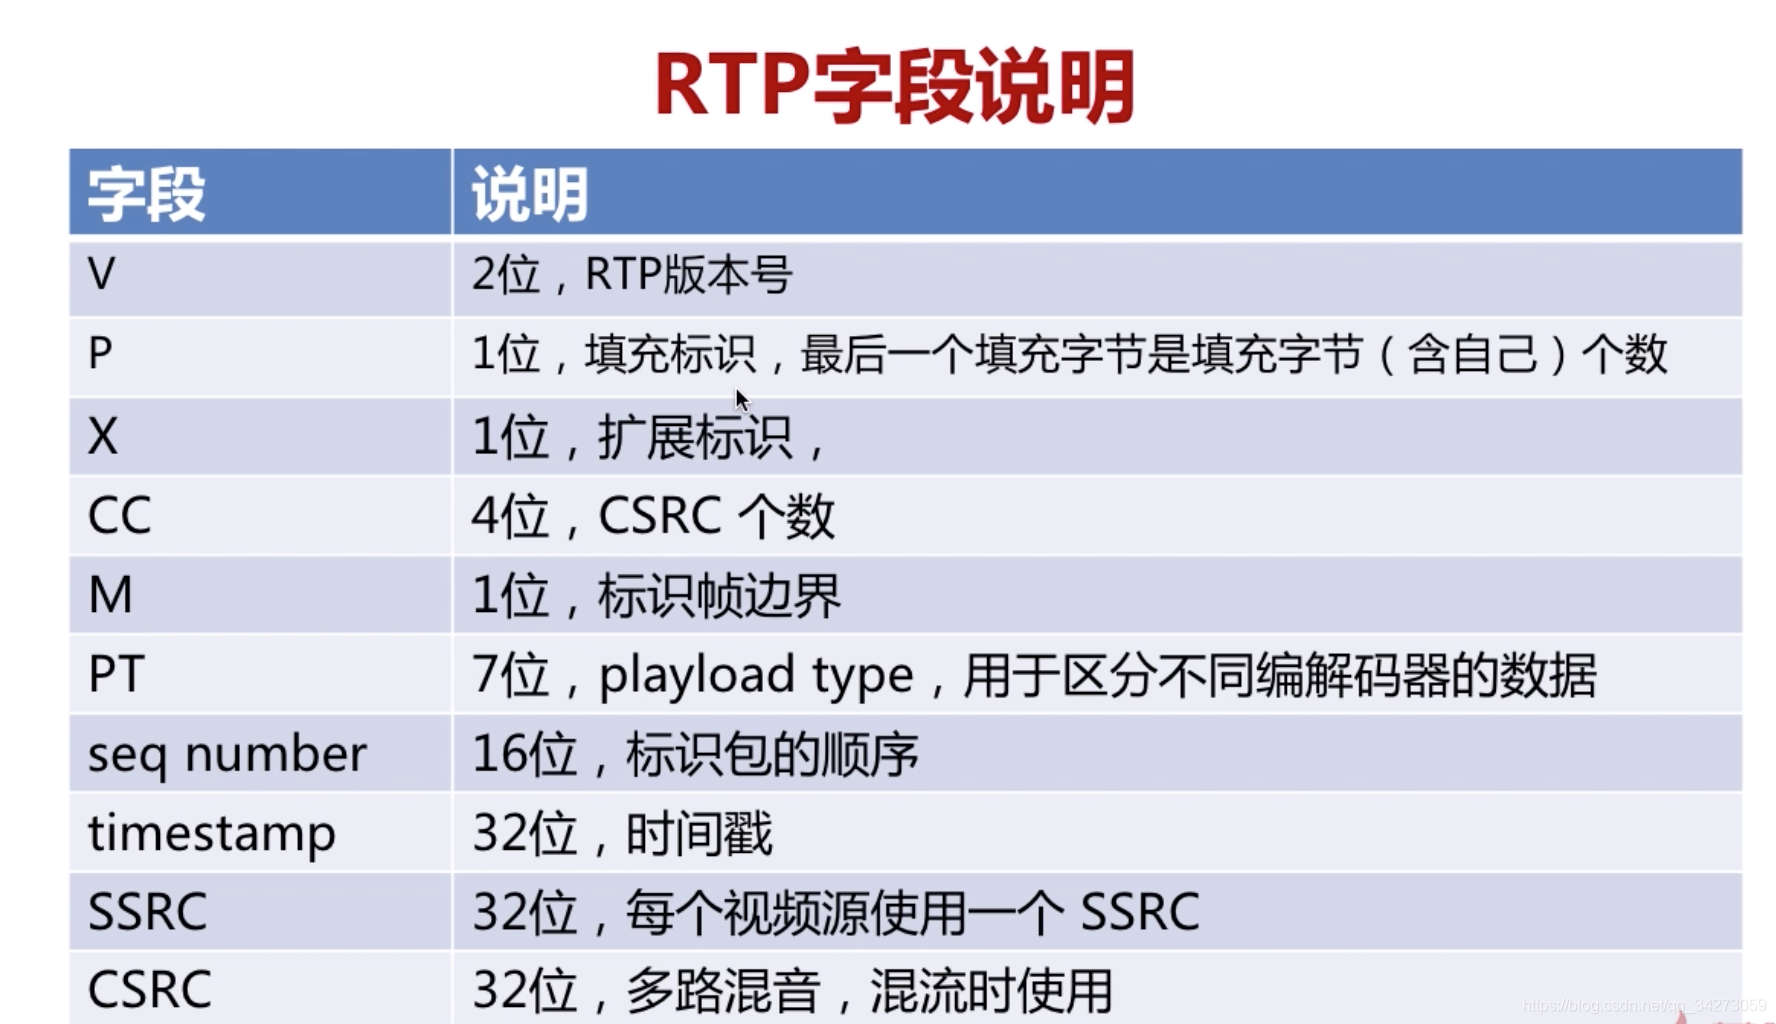 RTP字段说明
字段 说明
V 2位，RTP版本号
P 1位，填充标识，最后一个填充字节是填充字节（含自己）个数
X 1位，扩展标识，
CC 4位，CSRC 个数
M 1位，标识帧边界
PT 7位，playload type，用于区分不同编解码器的数据
seq number 16位，标识包的顺序
timestamp 32位，时间戳
SSRC 32位，每个视频源使用一个 SSRC
CSRC 32位，多路混音，混流时使用
https://blog.csdn.net/qq_34273059